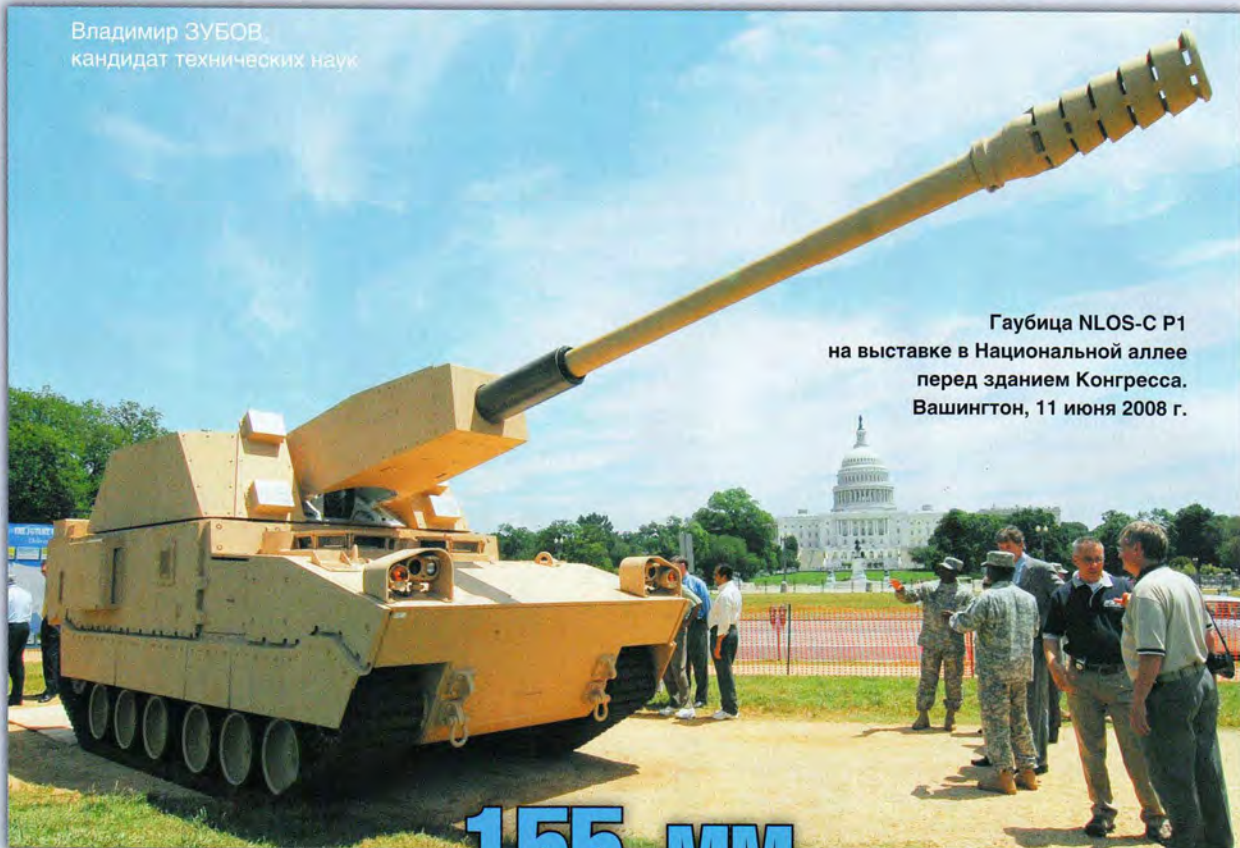 Владимир ЗУБОВ,
кандидат технических наук
Гаубица NLOS-C P1
на выставке в Национальной аллее
перед зданием Конгресса.
Вашингтон, 11 июня 2008 г.
155 мм